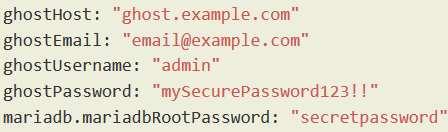 ghostHost: "ghost.example.com"
ghostEmail: "email@example.com"
ghostUsername: "admin"
ghostPassword: "mySecurePassword123!!"
mariadb.mariadbRootPassword: "secretpassword"